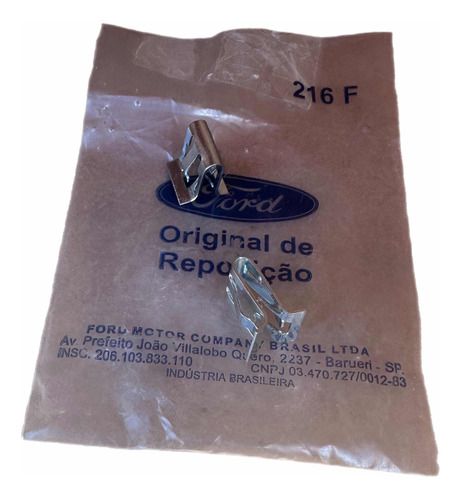 216 F
Ford
Original de
Reposição
FORD MOTOR COMPANY BRASIL LTDA
Av. Prefeito João Villalobo Quero, 2237 - Barueri - SP.
INSC. 206.103.833.110 CNPJ 03.470.727/0012-83
INDÚSTRIA BRASILEIRA